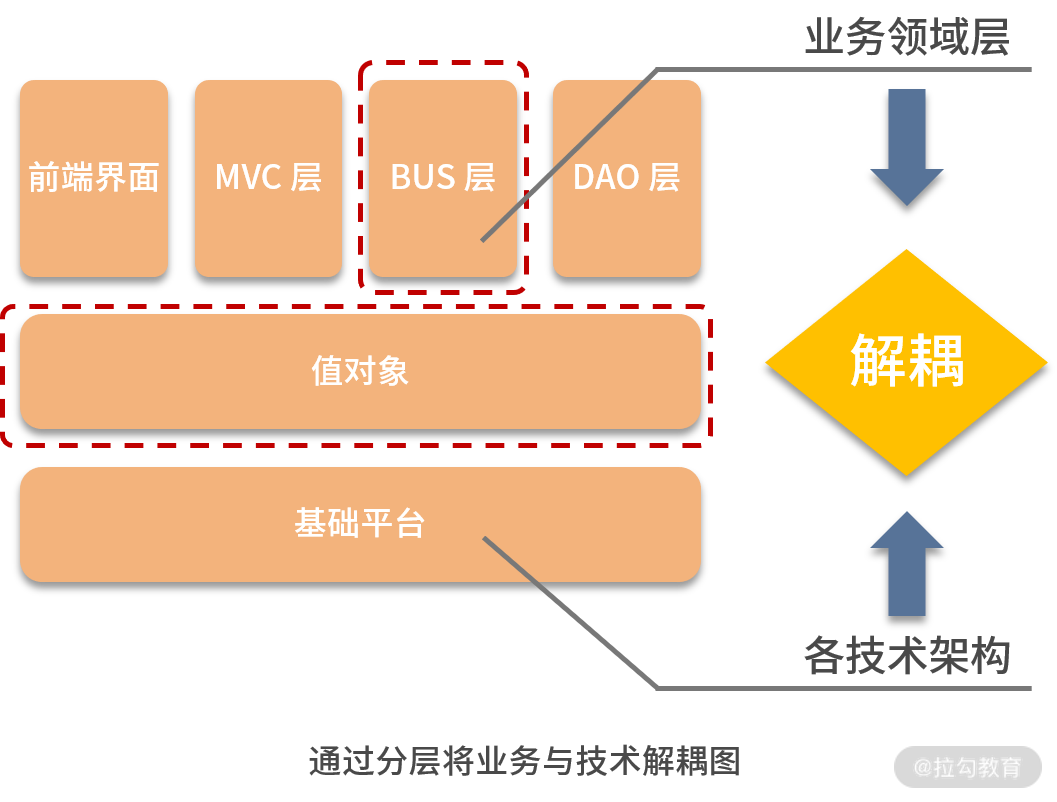 业务领域层
前端界面
MVC 层
BUS 层
DAO 层
值对象
解耦
基础平台
各技术架构
通过分层将业务与技术解耦图
@拉勾教育